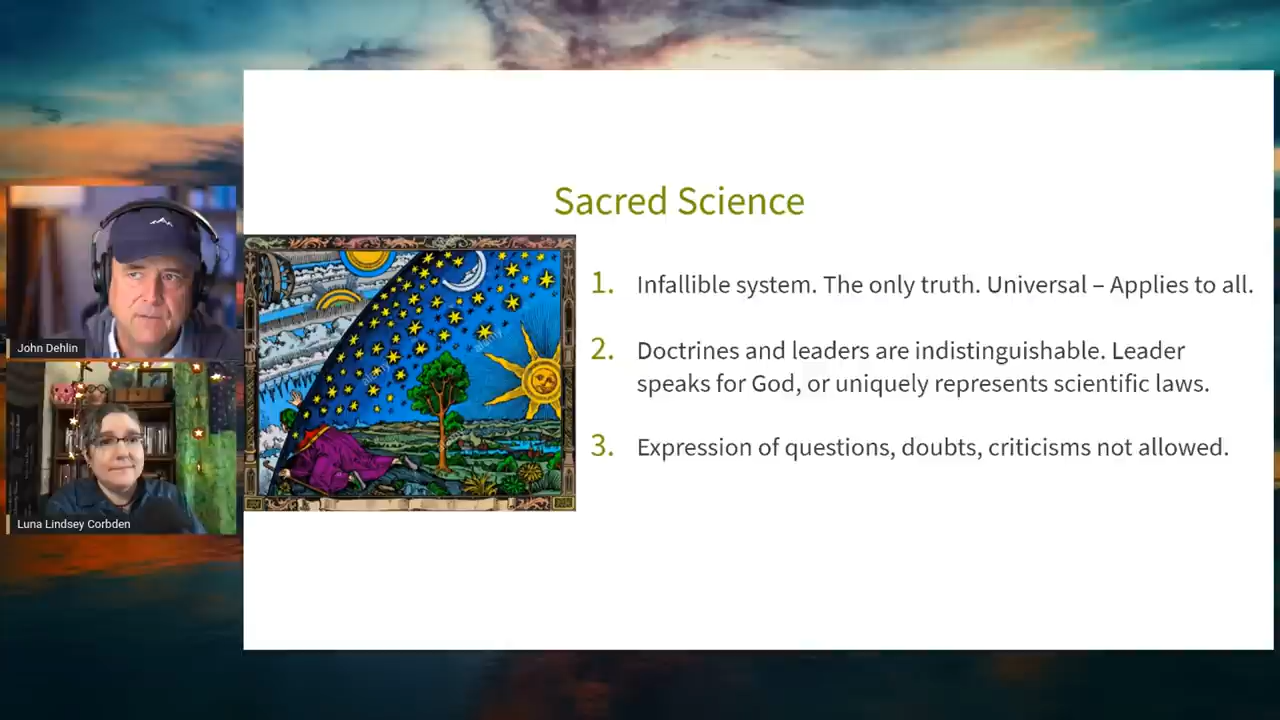 Sacred Science
1. Infallible system. The only truth. Universal – Applies to all.
2. Doctrines and leaders are indistinguishable. Leader
speaks for God, or uniquely represents scientific laws.
3. Expression of questions, doubts, criticisms not allowed.
John Dehlin
Luna Lindsey Corbden